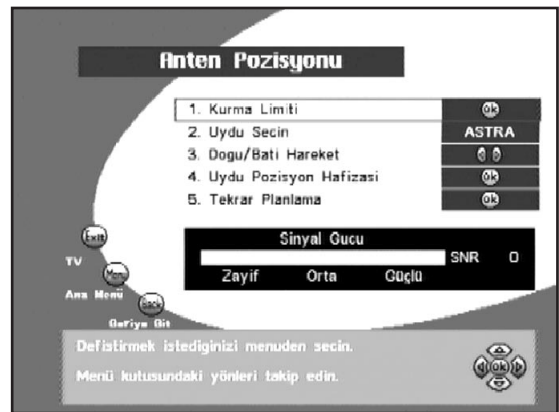 Anten Pozisyonu
1. Kurma Limiti Ok
2. Uydu Secin ASTRA
3. Dogu/Bati Hareket
4. Uydu Pozisyon Hafizasi Ok
5. Tekrar Planlama Ok
Sinyal Gucu
SNR 0
Zayif Orta Güçlü
Exit
TV
Menu
Ana Menü
Back
Geriye Git
Defistirmek istediginizi menuden secin.
Menü kutusundaki yönleri takip edin.
Ok